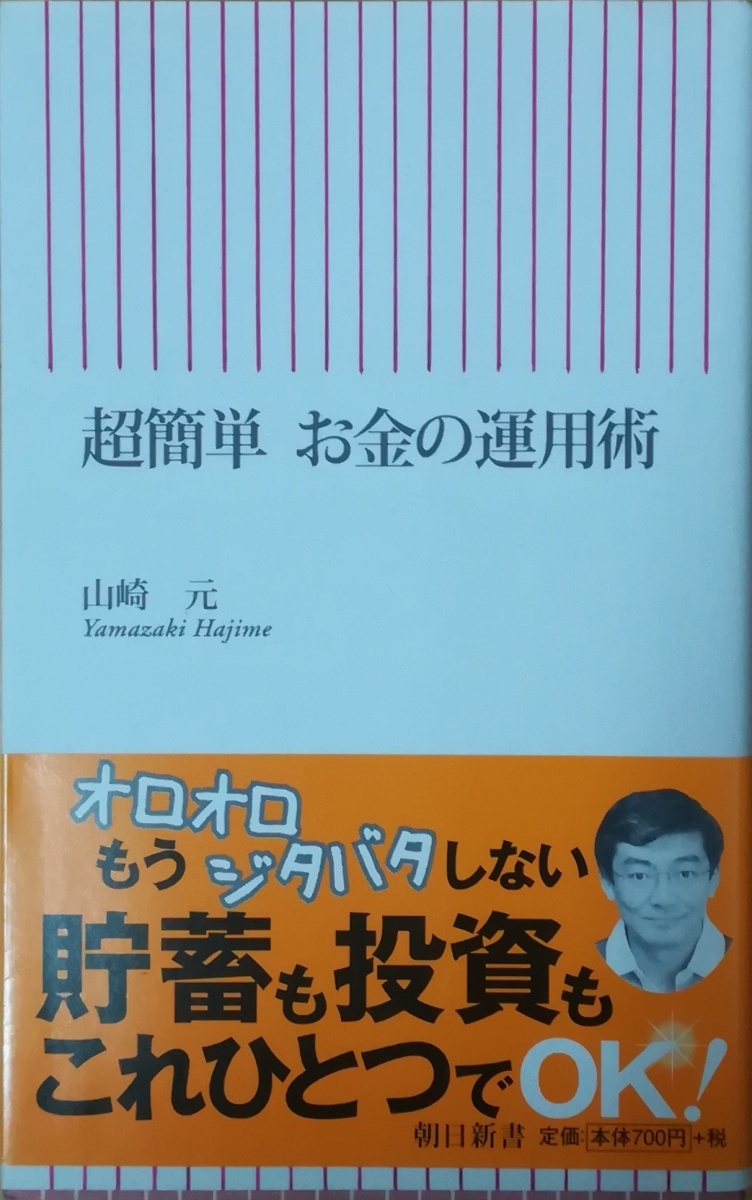 超簡単 お金の運用術
山崎 元
Yamazaki Hajime
オロオロ
もうジタバタしない
貯蓄も投資も
これひとつでOK!
朝日新書 定価:本体700円+税